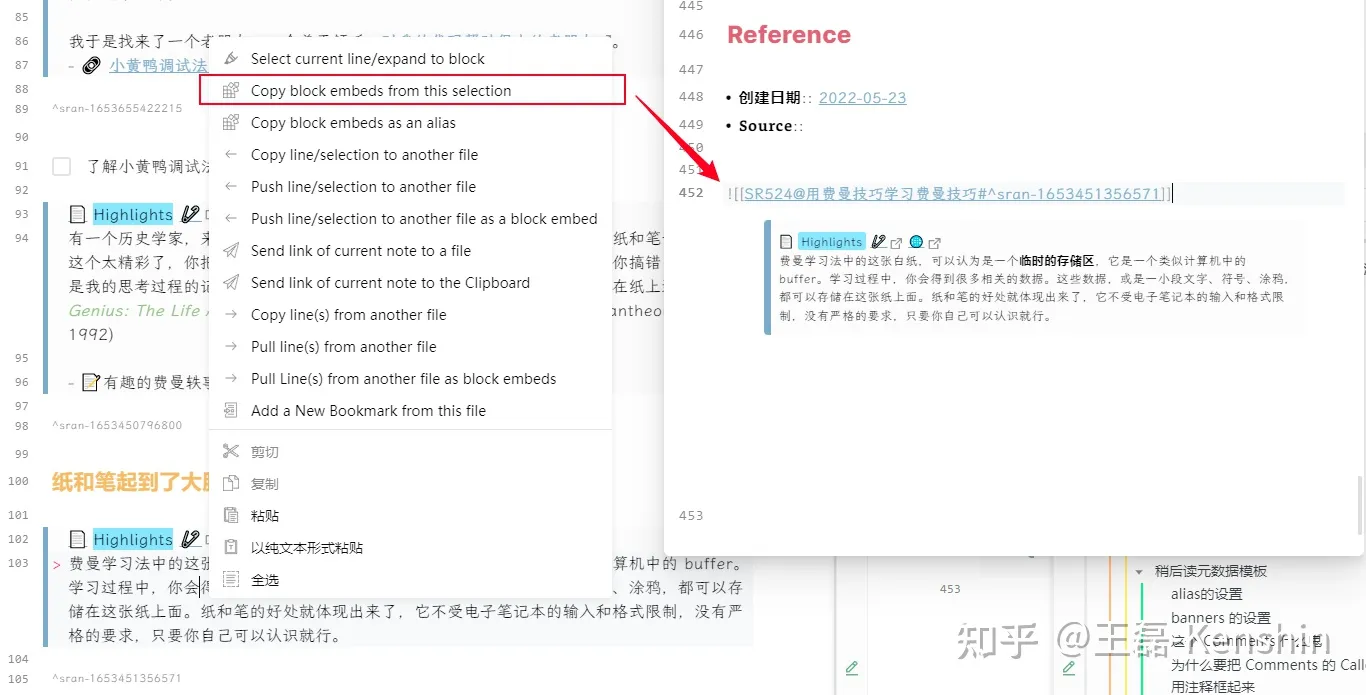 85
86 我于是找来了一个老
87 - 小黄鸭调试法
88
89 ^sran-1653655422215
90
91 了解小黄鸭调试法
92
93 Highlights
94 有一个历史学家，来
纸和笔
这个太精彩了，你把
你搞错
是我的思考过程的记
在纸上
Genius: The Life
antheo
1992)
95
96 - 有趣的费曼轶事
97
98 ^sran-1653450796800
99
100 纸和笔起到了大脑
101
102 Highlights
103 > 费曼学习法中的这张
算机中的 buffer。
学习过程中，你会得
、涂鸦，都可以存
储在这张纸上面。纸和笔的好处就体现出来了，它不受电子笔记本的输入和格式限制，没有严
格的要求，只要你自己可以认识就行。
104
105 ^sran-1653451356571
Select current line/expand to block
Copy block embeds from this selection
Copy block embeds as an alias
Copy line/selection to another file
Push line/selection to another file
Push line/selection to another file as a block embed
Send link of current note to a file
Send link of current note to the Clipboard
Copy line(s) from another file
Pull line(s) from another file
Pull Line(s) from another file as block embeds
Add a New Bookmark from this file
剪切
复制
粘贴
以纯文本形式粘贴
全选
445
446 Reference
447
448 • 创建日期:: 2022-05-23
449 • Source::
450
451
452 ![[SR524@用费曼技巧学习费曼技巧#^sran-1653451356571]]
Highlights
费曼学习法中的这张白纸，可以认为是一个临时的存储区，它是一个类似计算机中的
buffer。学习过程中，你会得到很多相关的数据。这些数据，或是一小段文字、符号、涂鸦，
都可以存储在这张纸上面。纸和笔的好处就体现出来了，它不受电子笔记本的输入和格式限
制，没有严格的要求，只要你自己可以认识就行。
453
453
稍后读元数据模板
alias的设置
banners 的设置
这个 Comments 什么意
为什么要把 Comments 的 Call
用注释框起来
知乎 @王磊 Kenshin